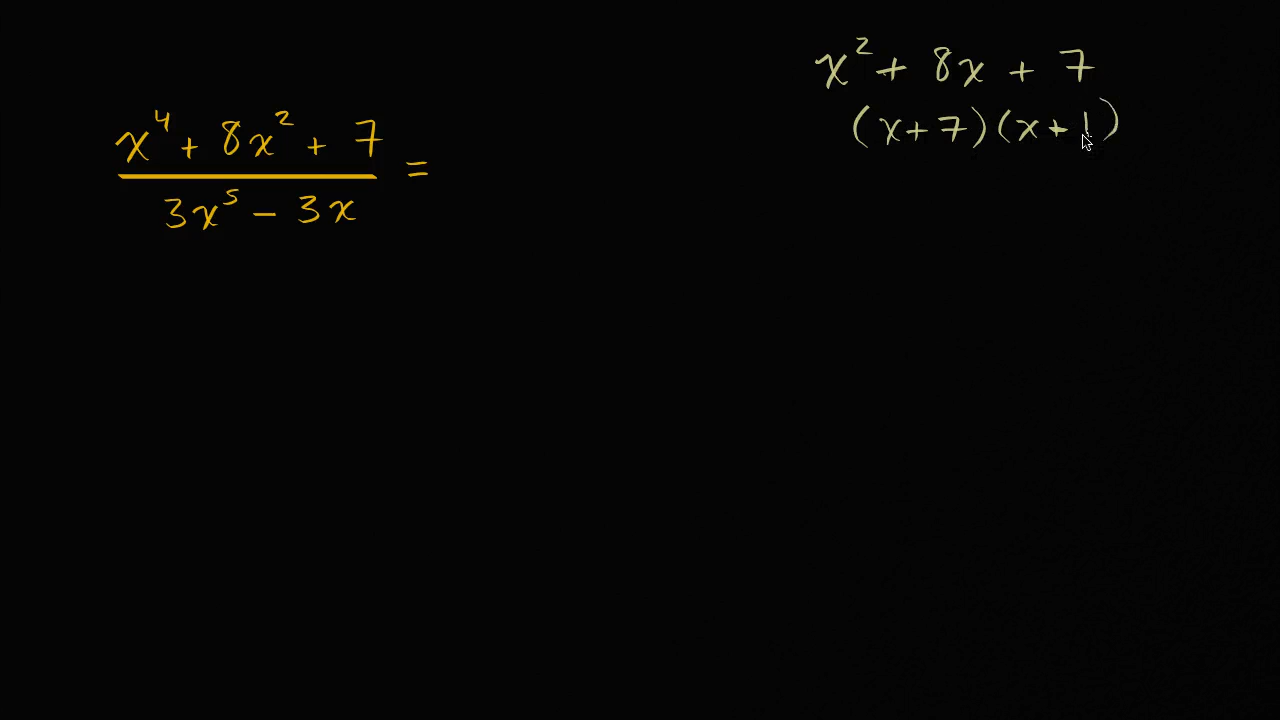 x⁴ + 8x² + 7
3x⁵ − 3x
=
x² + 8x + 7
(x+7)(x+1)